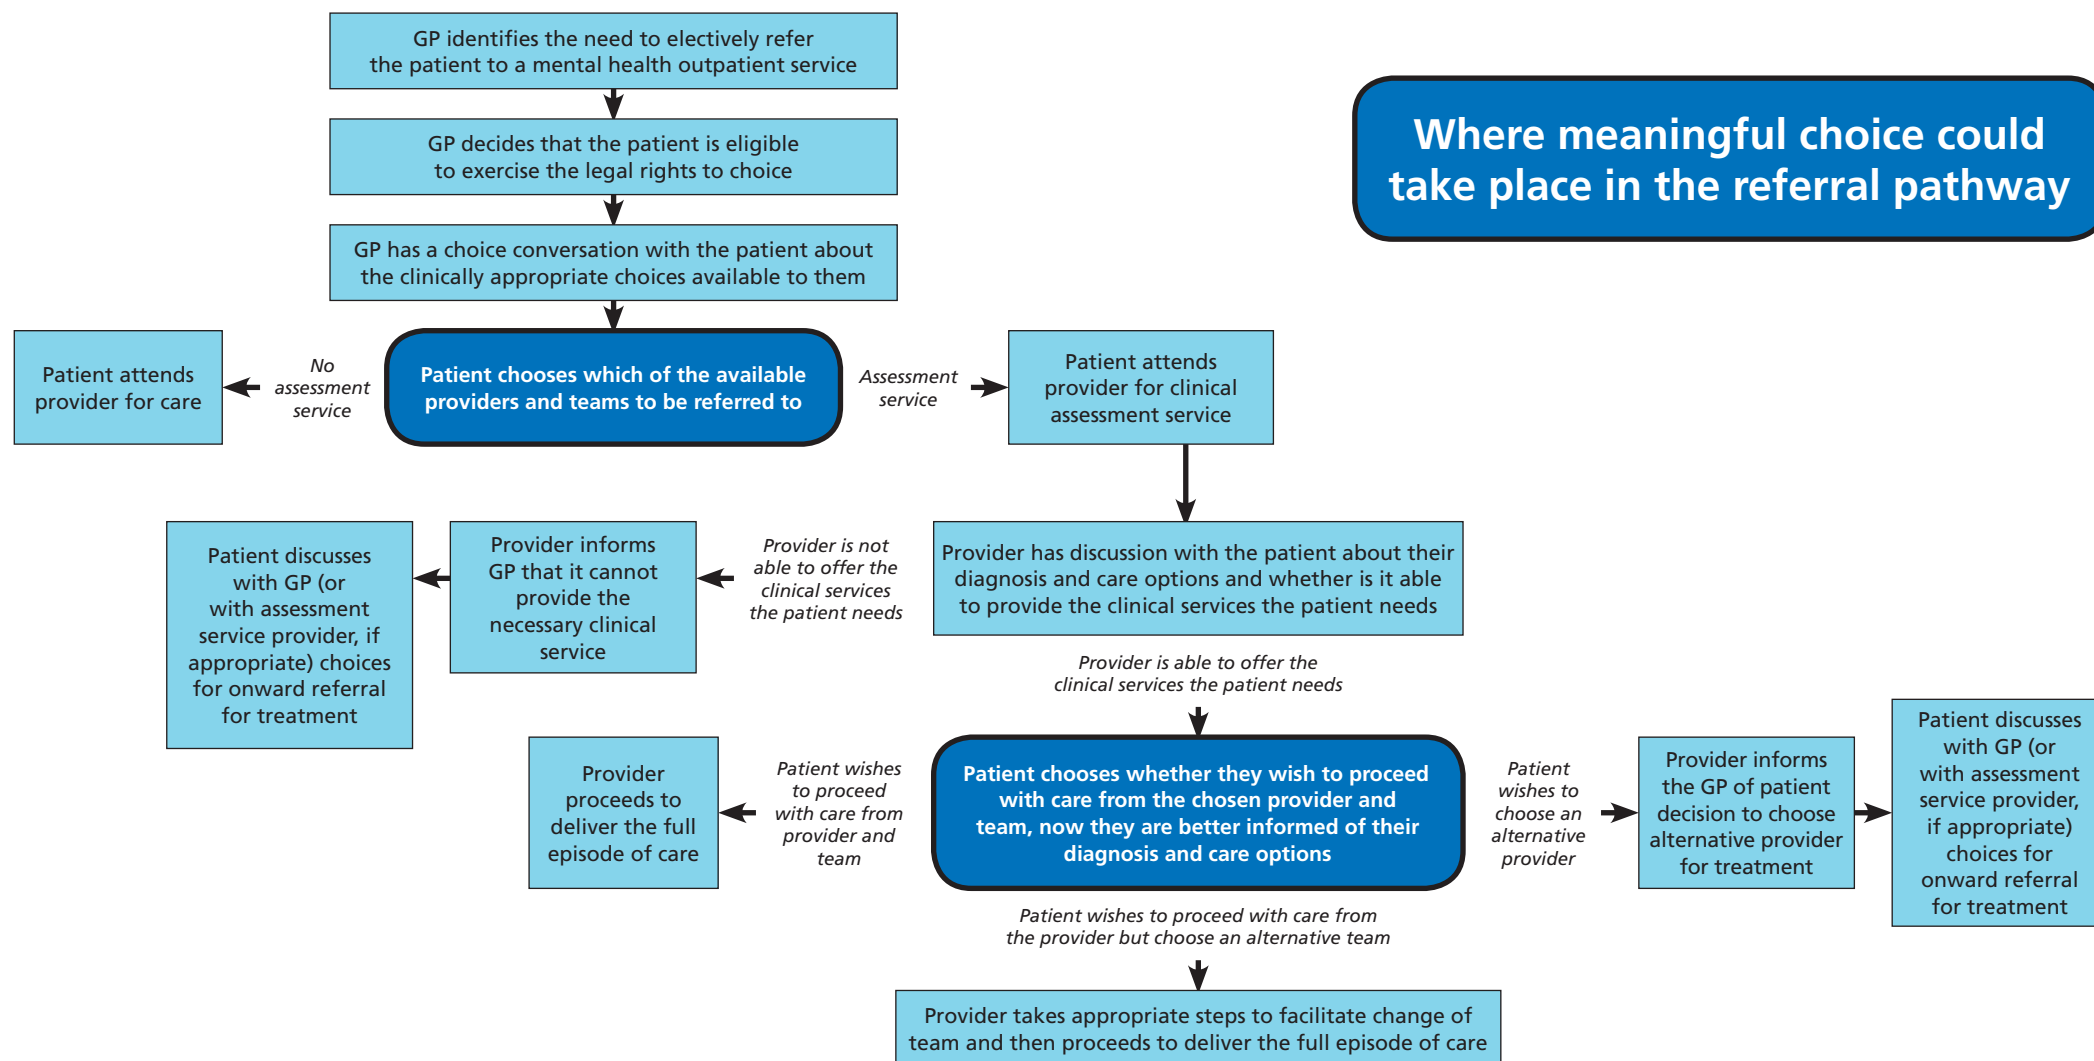 GP identifies the need to electively refer
the patient to a mental health outpatient service
GP decides that the patient is eligible
to exercise the legal rights to choice
GP has a choice conversation with the patient about
the clinically appropriate choices available to them
Where meaningful choice could
take place in the referral pathway
Patient attends
provider for care
No
assessment
service
Patient chooses which of the available
providers and teams to be referred to
Assessment
service
Patient attends
provider for clinical
assessment service
Patient discusses
with GP (or
with assessment
service provider, if
appropriate) choices
for onward referral
for treatment
Provider informs
GP that it cannot
provide the
necessary clinical
service
Provider is not
able to offer the
clinical services
the patient needs
Provider has discussion with the patient about their
diagnosis and care options and whether is it able
to provide the clinical services the patient needs
Provider is able to offer the
clinical services the patient needs
Provider
proceeds to
deliver the full
episode of care
Patient wishes
to proceed
with care from
provider and
team
Patient chooses whether they wish to proceed
with care from the chosen provider and
team, now they are better informed of their
diagnosis and care options
Patient
wishes to
choose an
alternative
provider
Provider informs
the GP of patient
decision to choose
alternative provider
for treatment
Patient discusses
with GP (or
with assessment
service provider,
if appropriate)
choices for
onward referral
for treatment
Patient wishes to proceed with care from
the provider but choose an alternative team
Provider takes appropriate steps to facilitate change of
team and then proceeds to deliver the full episode of care